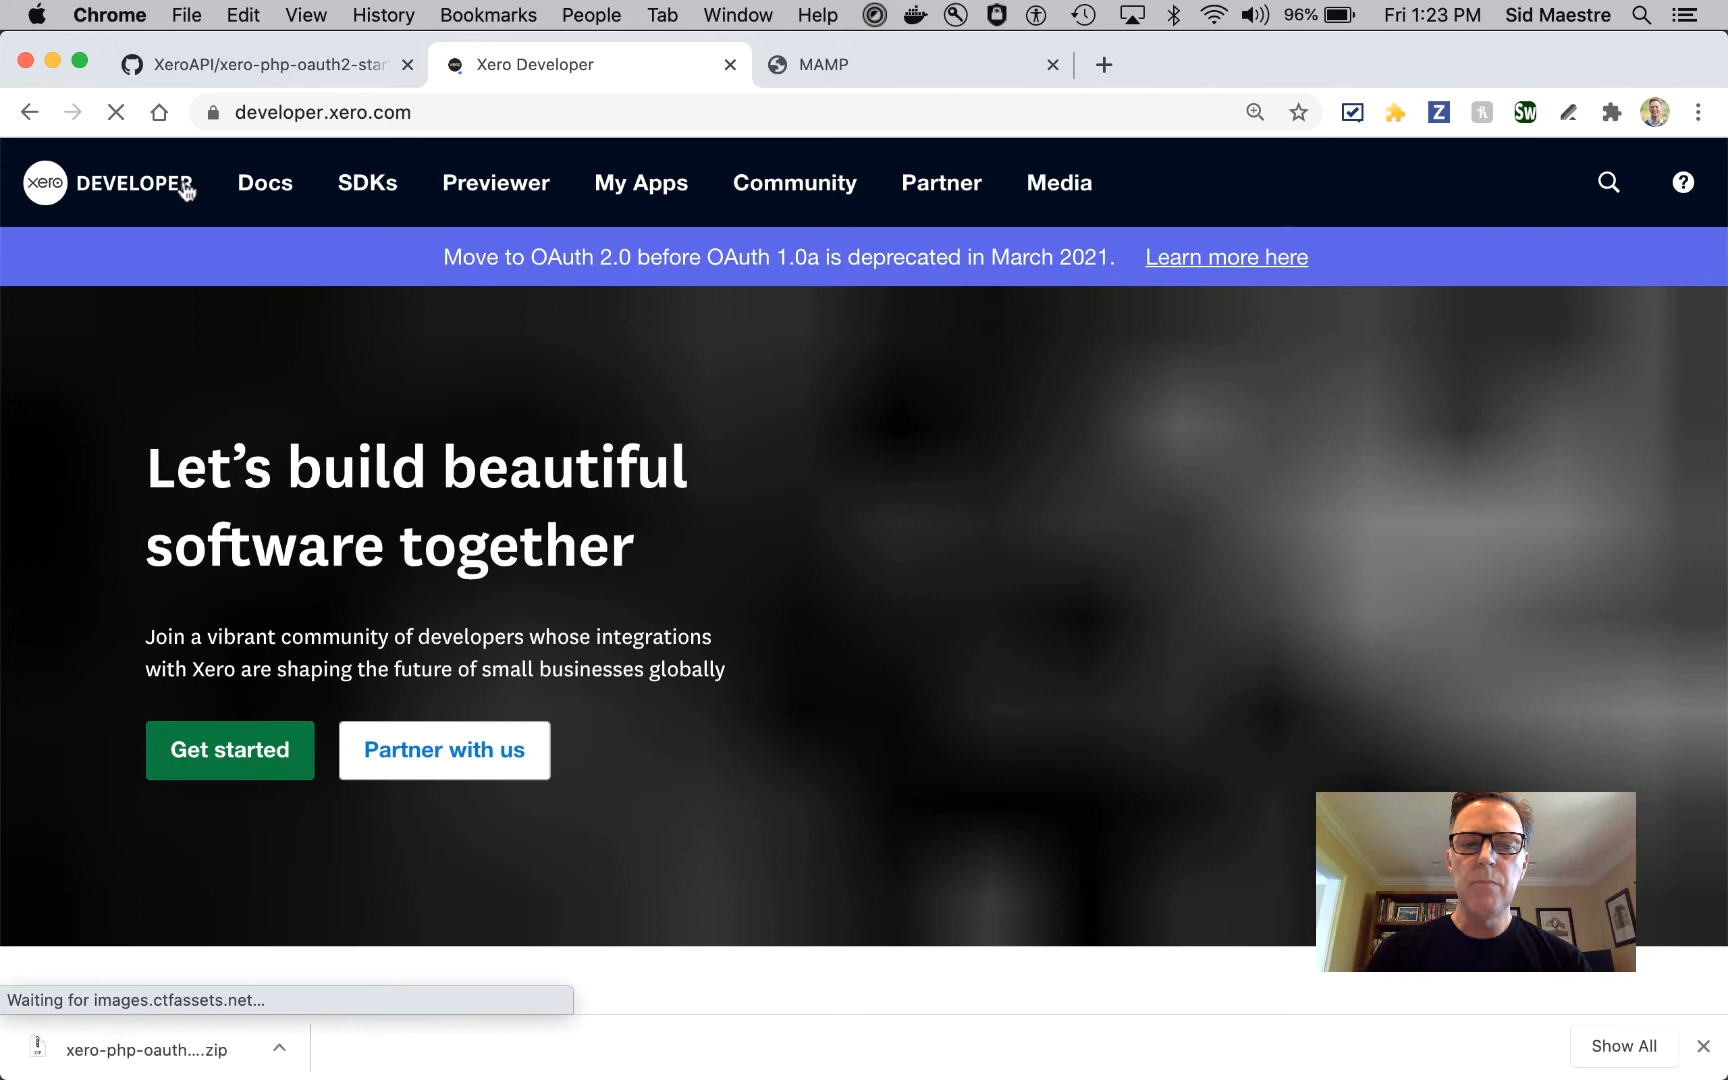 Chrome File Edit View History Bookmarks People Tab Window Help 96% Fri 1:23 PM Sid Maestre
XeroAPI/xero-php-oauth2-star
Xero Developer
MAMP
developer.xero.com
Z
SW
xero DEVELOPER Docs SDKs Previewer My Apps Community Partner Media
Move to OAuth 2.0 before OAuth 1.0a is deprecated in March 2021. Learn more here
Let’s build beautiful
software together
Join a vibrant community of developers whose integrations
with Xero are shaping the future of small businesses globally
Get started
Partner with us
Waiting for images.ctfassets.net...
xero-php-oauth....zip
Show All